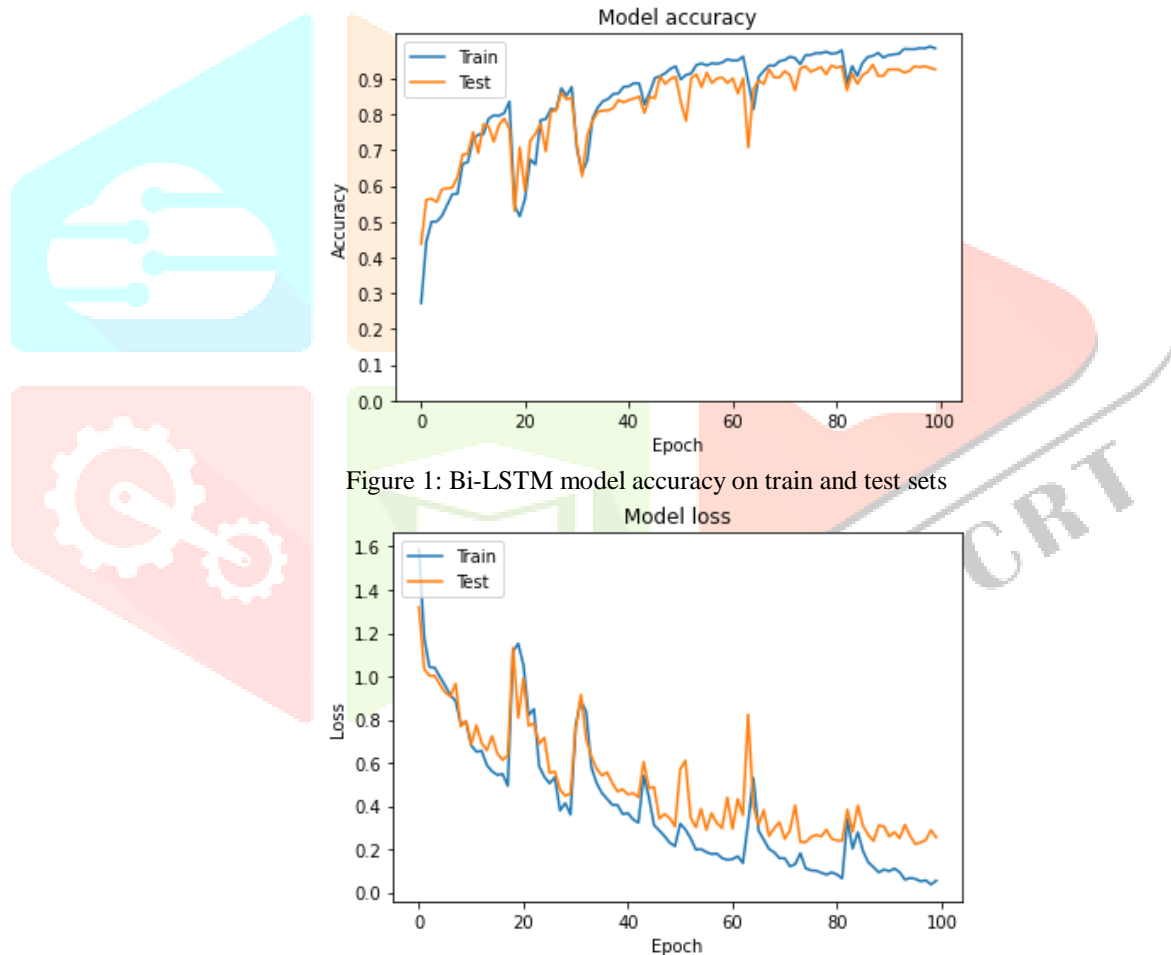 Model accuracy
Train
Test
Accuracy
0.9
0.8
0.7
0.6
0.5
0.4
0.3
0.2
0.1
0.0
0 20 40 60 80 100
Epoch
Figure 1: Bi-LSTM model accuracy on train and test sets
Model loss
Train
Test
Loss
1.6
1.4
1.2
1.0
0.8
0.6
0.4
0.2
0.0
0 20 40 60 80 100
Epoch
CRT